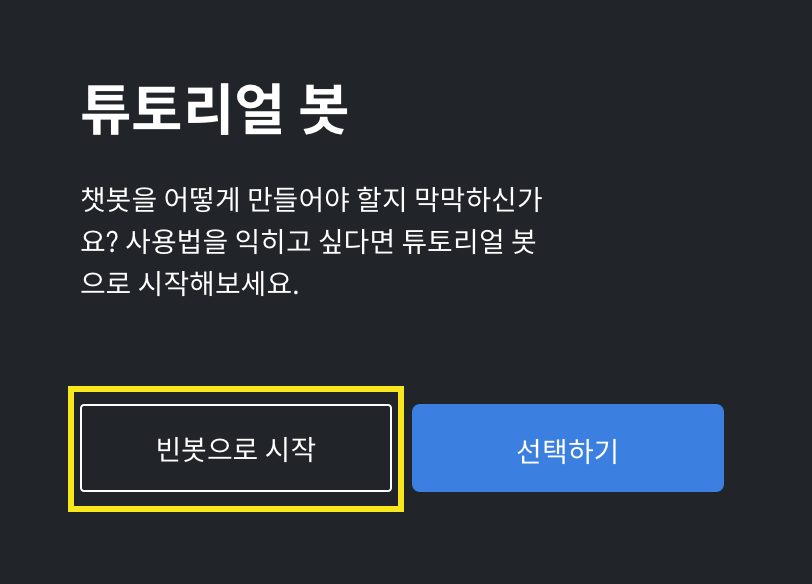 튜토리얼 봇
챗봇을 어떻게 만들어야 할지 막막하신가
요? 사용법을 익히고 싶다면 튜토리얼 봇
으로 시작해보세요.
빈봇으로 시작
선택하기